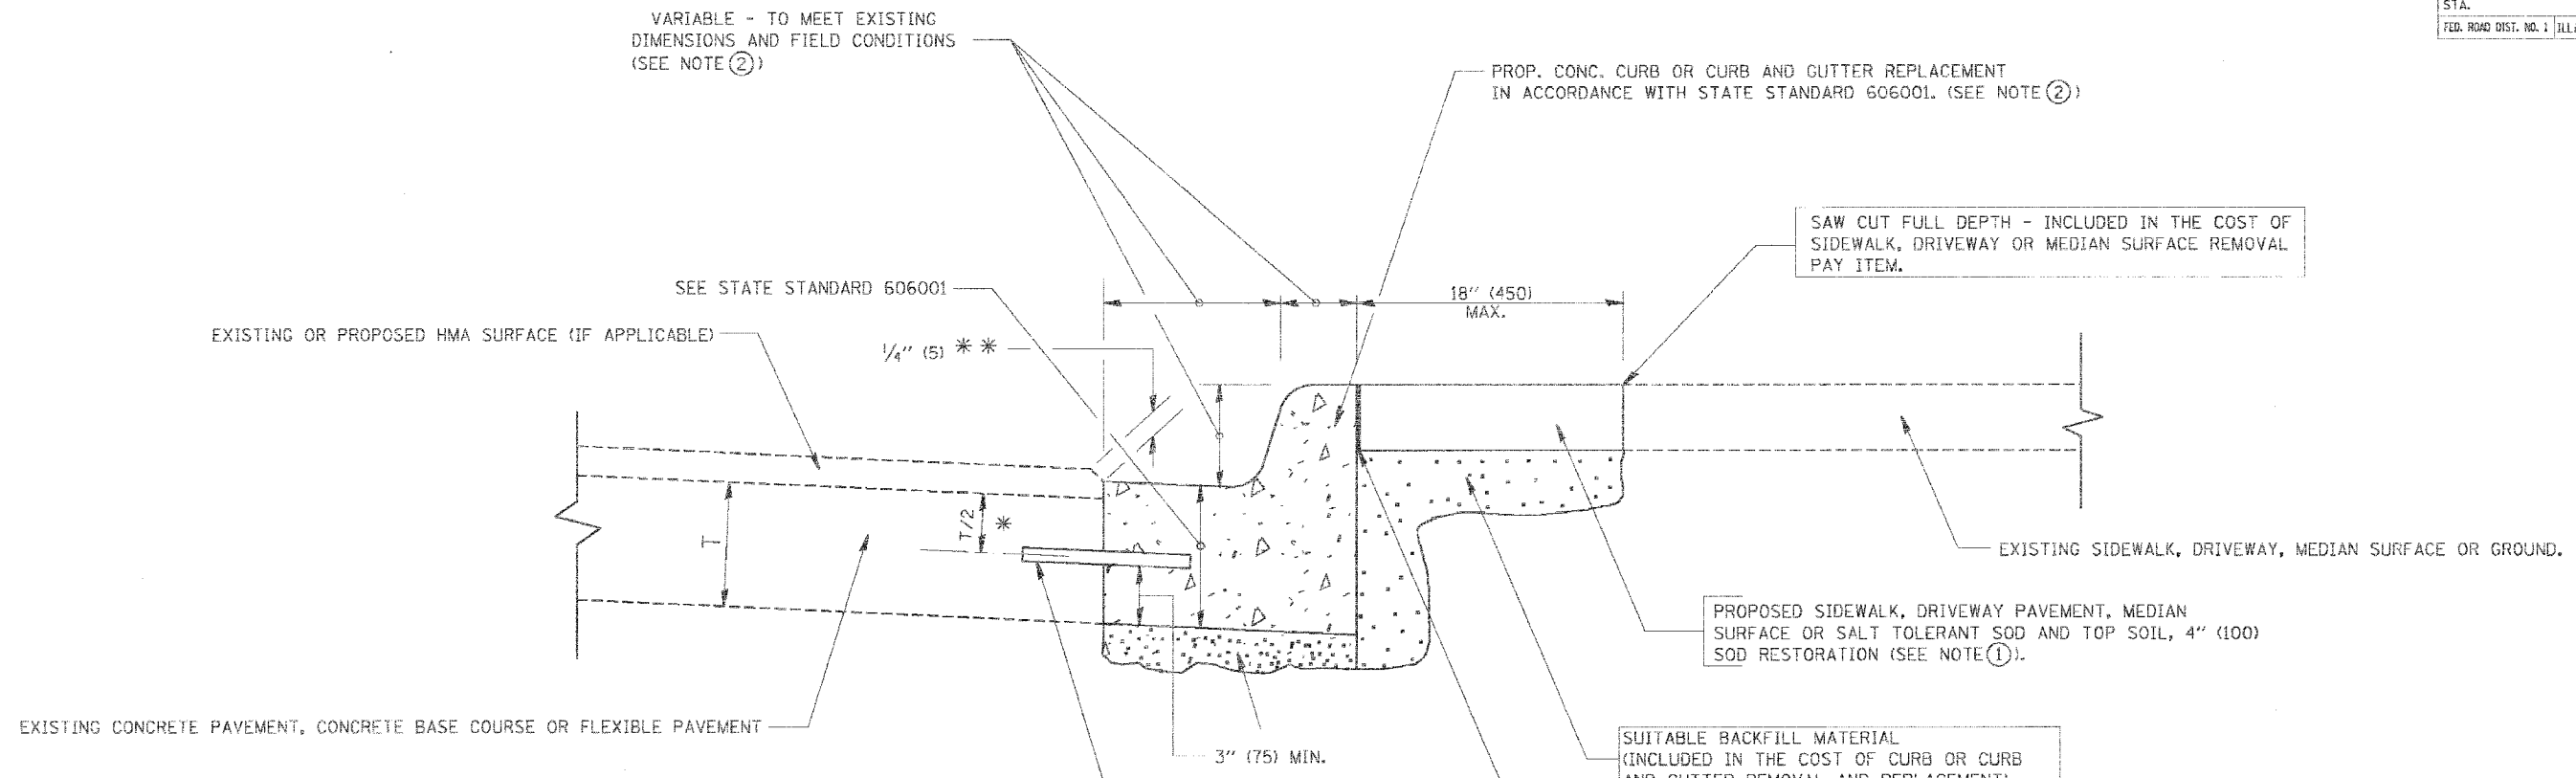 STA.
FED. ROAD DIST. NO. 1 ILL.
VARIABLE - TO MEET EXISTING
DIMENSIONS AND FIELD CONDITIONS
(SEE NOTE ②)
PROP. CONC. CURB OR CURB AND GUTTER REPLACEMENT
IN ACCORDANCE WITH STATE STANDARD 606001. (SEE NOTE ②)
SAW CUT FULL DEPTH - INCLUDED IN THE COST OF
SIDEWALK, DRIVEWAY OR MEDIAN SURFACE REMOVAL
PAY ITEM.
SEE STATE STANDARD 606001
18" (450)
MAX.
EXISTING OR PROPOSED HMA SURFACE (IF APPLICABLE)
1/4" (5) * *
T
T/2 *
EXISTING SIDEWALK, DRIVEWAY, MEDIAN SURFACE OR GROUND.
PROPOSED SIDEWALK, DRIVEWAY PAVEMENT, MEDIAN
SURFACE OR SALT TOLERANT SOD AND TOP SOIL, 4" (100)
SOD RESTORATION (SEE NOTE ①).
EXISTING CONCRETE PAVEMENT, CONCRETE BASE COURSE OR FLEXIBLE PAVEMENT
3" (75) MIN.
SUITABLE BACKFILL MATERIAL
(INCLUDED IN THE COST OF CURB OR CURB
AND GUTTER REMOVAL AND REPLACEMENT)